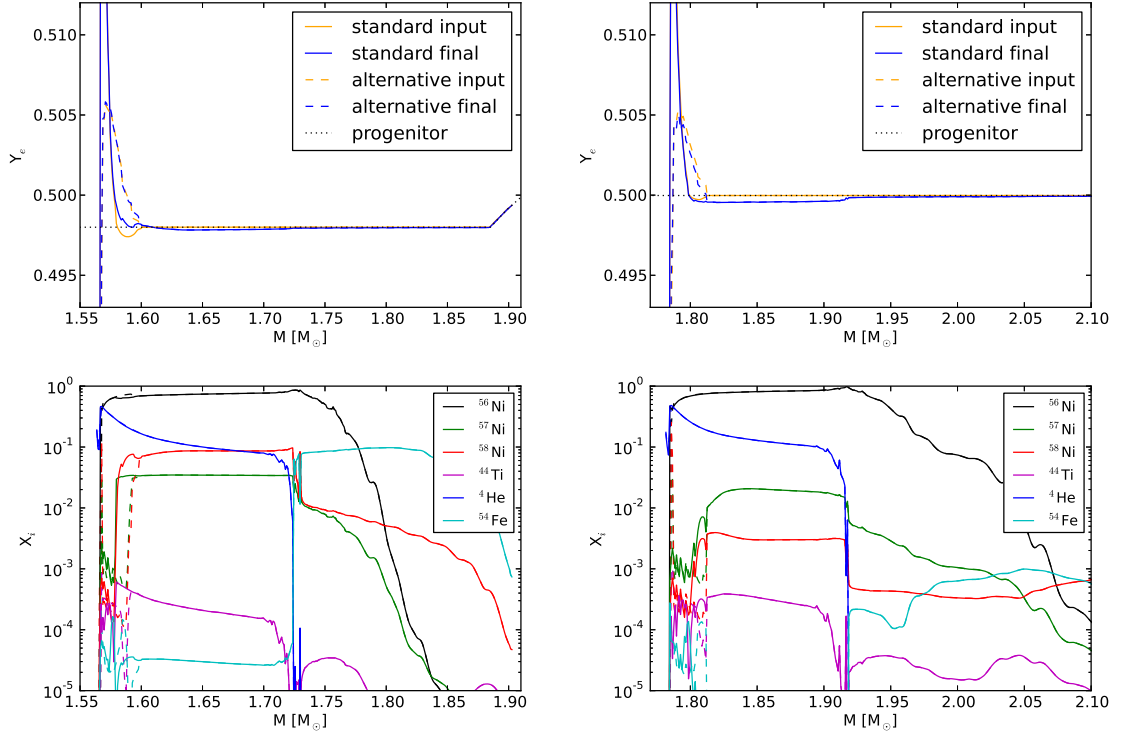 0.510
0.505
0.500
0.495
Y_e
standard input
standard final
alternative input
alternative final
progenitor
1.55 1.60 1.65 1.70 1.75 1.80 1.85 1.90
M [M_⊙]
0.510
0.505
0.500
0.495
Y_e
standard input
standard final
alternative input
alternative final
progenitor
1.80 1.85 1.90 1.95 2.00 2.05 2.10
M [M_⊙]
10^0
10^-1
10^-2
10^-3
10^-4
10^-5
X_i
^56Ni
^57Ni
^58Ni
^44Ti
^4He
^54Fe
1.55 1.60 1.65 1.70 1.75 1.80 1.85 1.90
M [M_⊙]
10^0
10^-1
10^-2
10^-3
10^-4
10^-5
X_i
^56Ni
^57Ni
^58Ni
^44Ti
^4He
^54Fe
1.80 1.85 1.90 1.95 2.00 2.05 2.10
M [M_⊙]